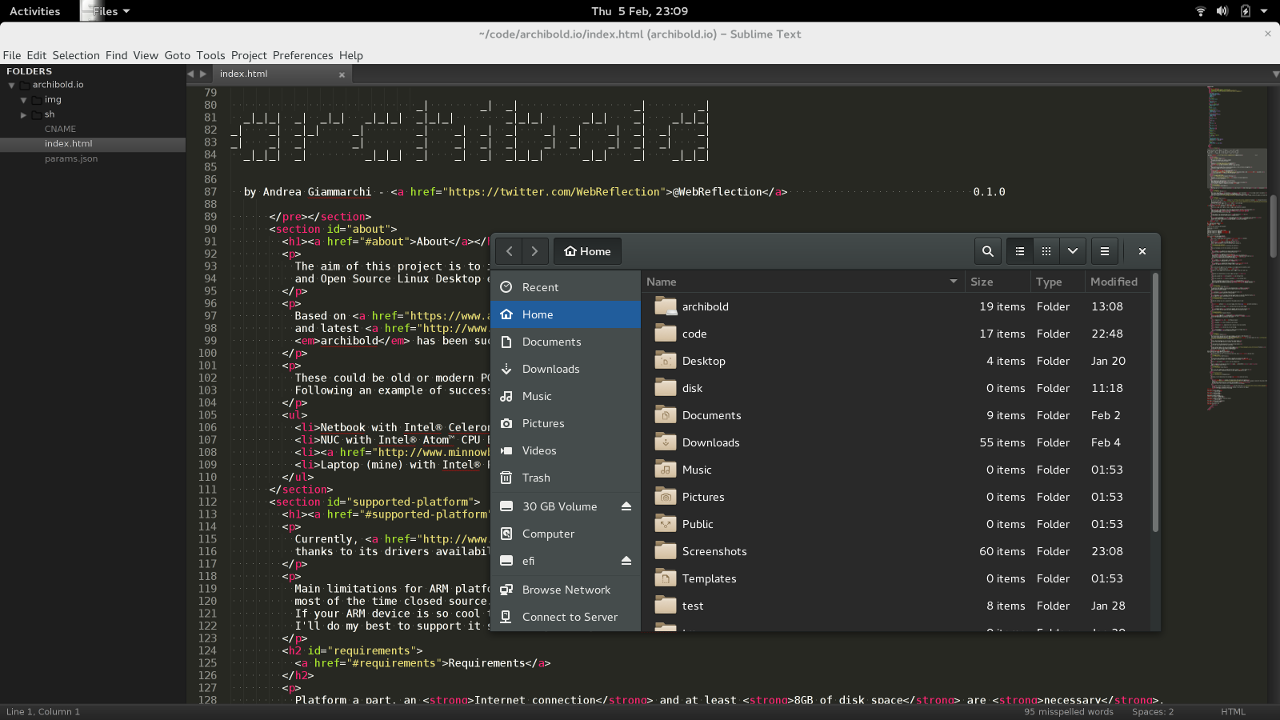 Activities
Files
Thu 5 Feb, 23:09
~/code/archibold.io/index.html (archibold.io) – Sublime Text
File Edit Selection Find View Goto Tools Project Preferences Help
FOLDERS
archibold.io
img
sh
CNAME
index.html
params.json
index.html
79
80
81
82
83
84
85
86
87 by Andrea Giammarchi - <a href="https://twitter.com/WebReflection">@WebReflection</a> 0.1.0
88
89 </pre></section>
90 <section id="about">
91 <h1><a href="#about">About</a></h
92 <p>
93 The aim of this project is to
94 and Open Source Linux Desktop
95 </p>
96 <p>
97 Based on <a href="https://www.
98 and latest <a href="http://www.
99 <em>archibold</em> has been suc
100 </p>
101 <p>
102 These could be old or modern PC
103 Following an example of success
104 </p>
105 <ul>
106 <li>Netbook with Intel® Celeron
107 <li>NUC with Intel® Atom™ CPU
108 <li><a href="http://www.minnowb
109 <li>Laptop (mine) with Intel®
110 </ul>
111 </section>
112 <section id="supported-platform">
113 <h1><a href="#supported-platform"
114 <p>
115 Currently, <a href="http://www.
116 thanks to its drivers availabil
117 </p>
118 <p>
119 Main limitations for ARM platfo
120 most of the time closed source.
121 If your ARM device is so cool
122 I'll do my best to support it
123 </p>
124 <h2 id="requirements">
125 <a href="#requirements">Requirements</a>
126 </h2>
127 <p>
128 Platform a part, an <strong>Internet connection</strong> and at least <strong>8GB of disk space</strong> are <strong>necessary</strong>.
Home
Recent
Home
Documents
Downloads
Music
Pictures
Videos
Trash
30 GB Volume
Computer
efi
Browse Network
Connect to Server
Name Size Type Modified
archibold 19 items Folder 13:08
code 17 items Folder 22:48
Desktop 4 items Folder Jan 20
disk 0 items Folder 11:18
Documents 9 items Folder Feb 2
Downloads 55 items Folder Feb 4
Music 0 items Folder 01:53
Pictures 0 items Folder 01:53
Public 0 items Folder 01:53
Screenshots 60 items Folder 23:08
Templates 0 items Folder 01:53
test 8 items Folder Jan 28
Line 1, Column 1
95 misspelled words
Spaces: 2
HTML